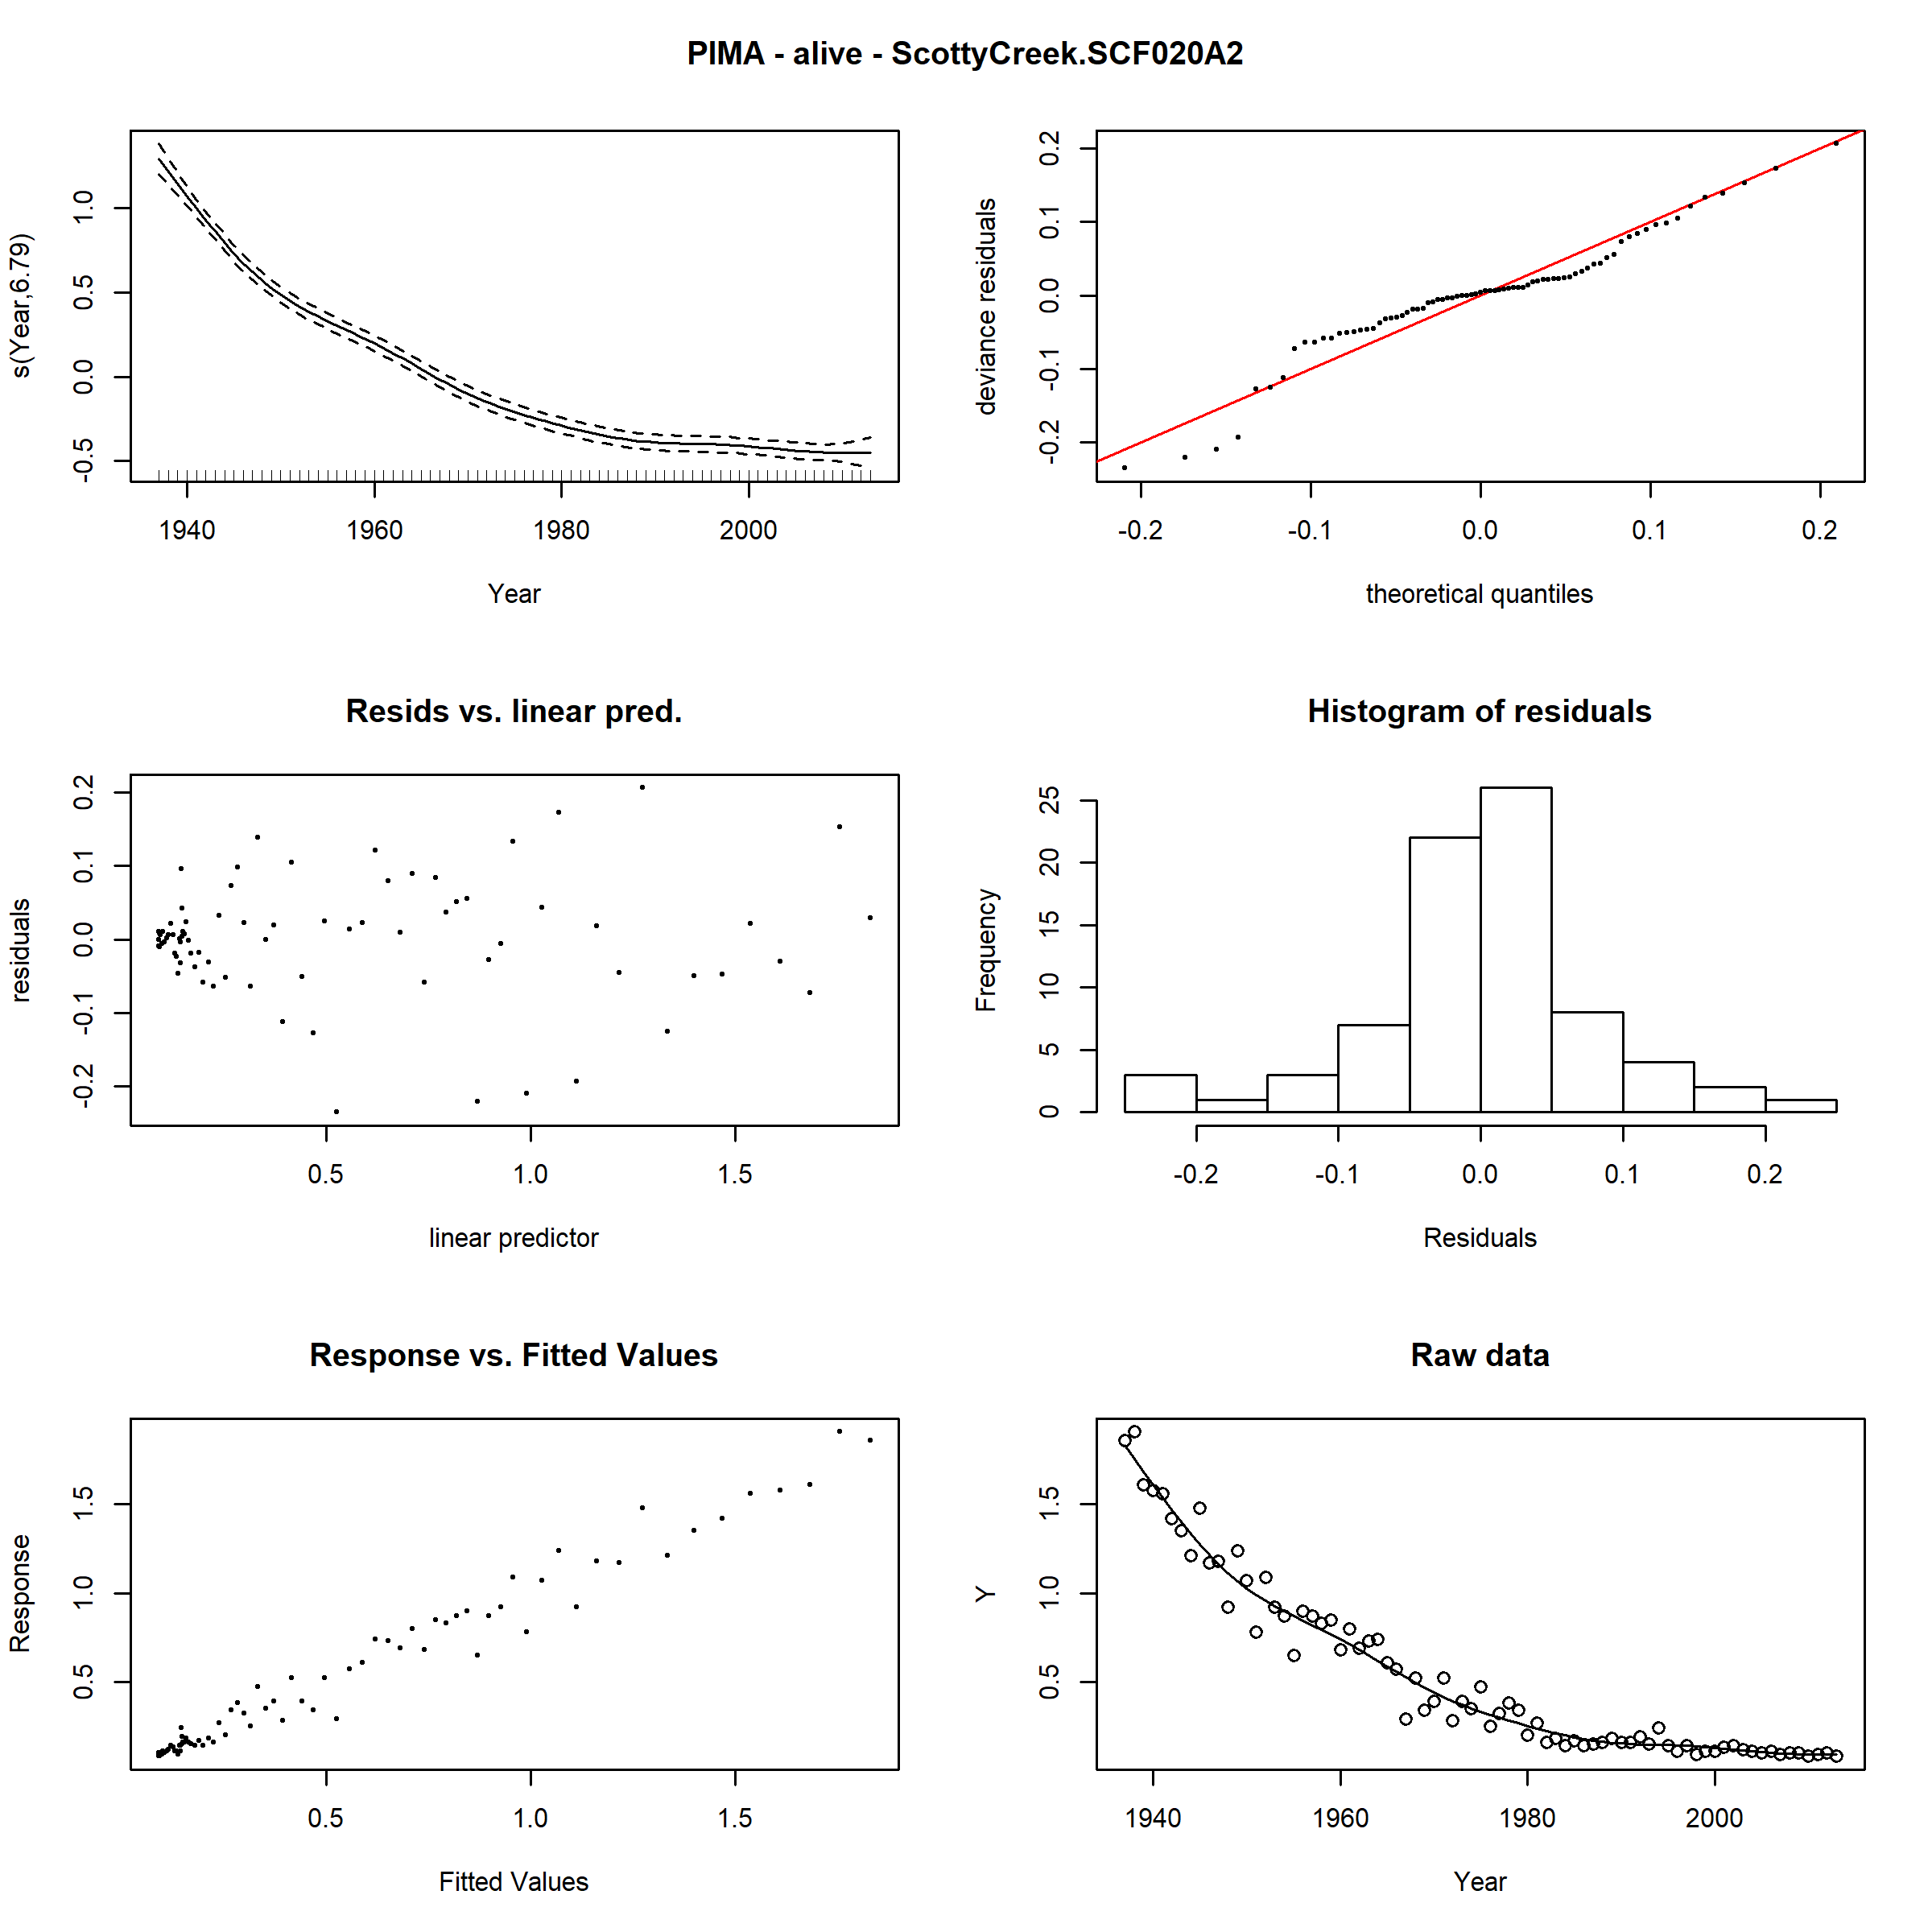 PIMA - alive - ScottyCreek.SCF020A2
s(Year,6.79)
1.0
0.5
0.0
-0.5
1940 1960 1980 2000
Year
deviance residuals
0.2
0.1
0.0
-0.1
-0.2
-0.2 -0.1 0.0 0.1 0.2
theoretical quantiles
Resids vs. linear pred.
residuals
0.2
0.1
0.0
-0.1
-0.2
0.5 1.0 1.5
linear predictor
Histogram of residuals
Frequency
25
20
15
10
5
0
-0.2 -0.1 0.0 0.1 0.2
Residuals
Response vs. Fitted Values
Response
1.5
1.0
0.5
0.5 1.0 1.5
Fitted Values
Raw data
Y
1.5
1.0
0.5
1940 1960 1980 2000
Year